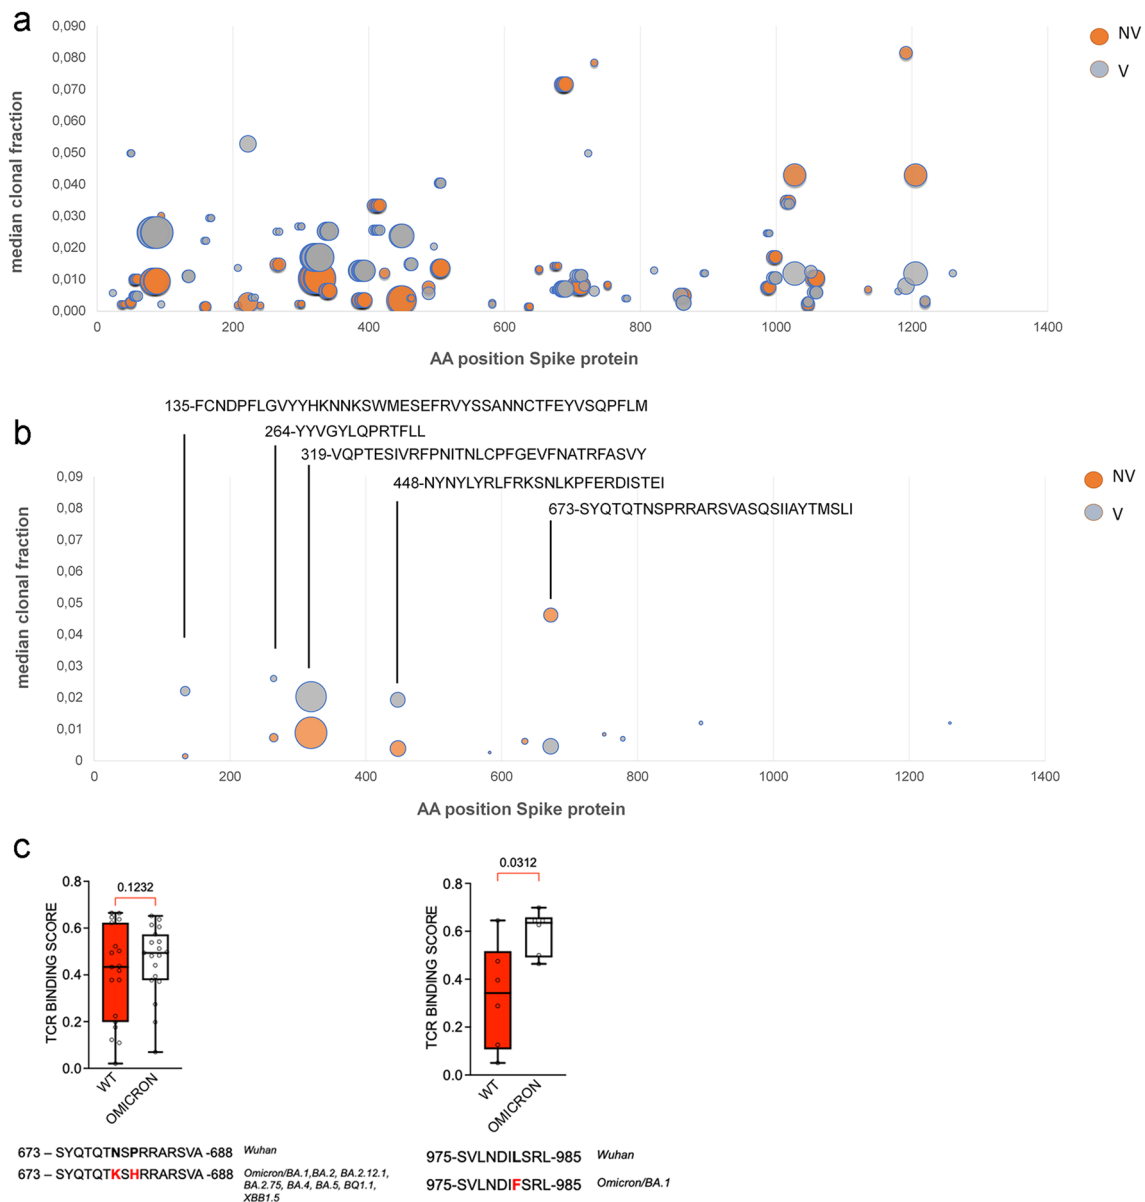 a
0,090
0,080
0,070
0,060
0,050
0,040
0,030
0,020
0,010
0,000
0 200 400 600 800 1000 1200 1400
median clonal fraction
AA position Spike protein
NV
V
b
135-FCNDPFLGVYYHKNNKSWMESEFRVYSSANNCTFEYVSQPFLM
264-YYVGYLQPRTFLL
319-VQPTESIVRFPNITNLCPFGEVFNATRFASVY
448-NYNYLYRLFRKSNLKPFERDISTEI
673-SYQTQTNSPRRARSVASQSIIAYTMSLI
0,09
0,08
0,07
0,06
0,05
0,04
0,03
0,02
0,01
0
0 200 400 600 800 1000 1200 1400
median clonal fraction
AA position Spike protein
NV
V
c
0.1232
0.8
0.6
0.4
0.2
0.0
TCR BINDING SCORE
WT
OMICRON
673 – SYQTQTNSPRRARSVA -688 Wuhan
673 – SYQTQTKSHRRARSVA -688 Omicron/BA.1,BA.2, BA.2.12.1,
BA.2.75, BA.4, BA.5, BQ1.1,
XBB1.5
0.0312
0.8
0.6
0.4
0.2
0.0
TCR BINDING SCORE
WT
OMICRON
975-SVLNDILSRL-985 Wuhan
975-SVLNDIFSRL-985 Omicron/BA.1